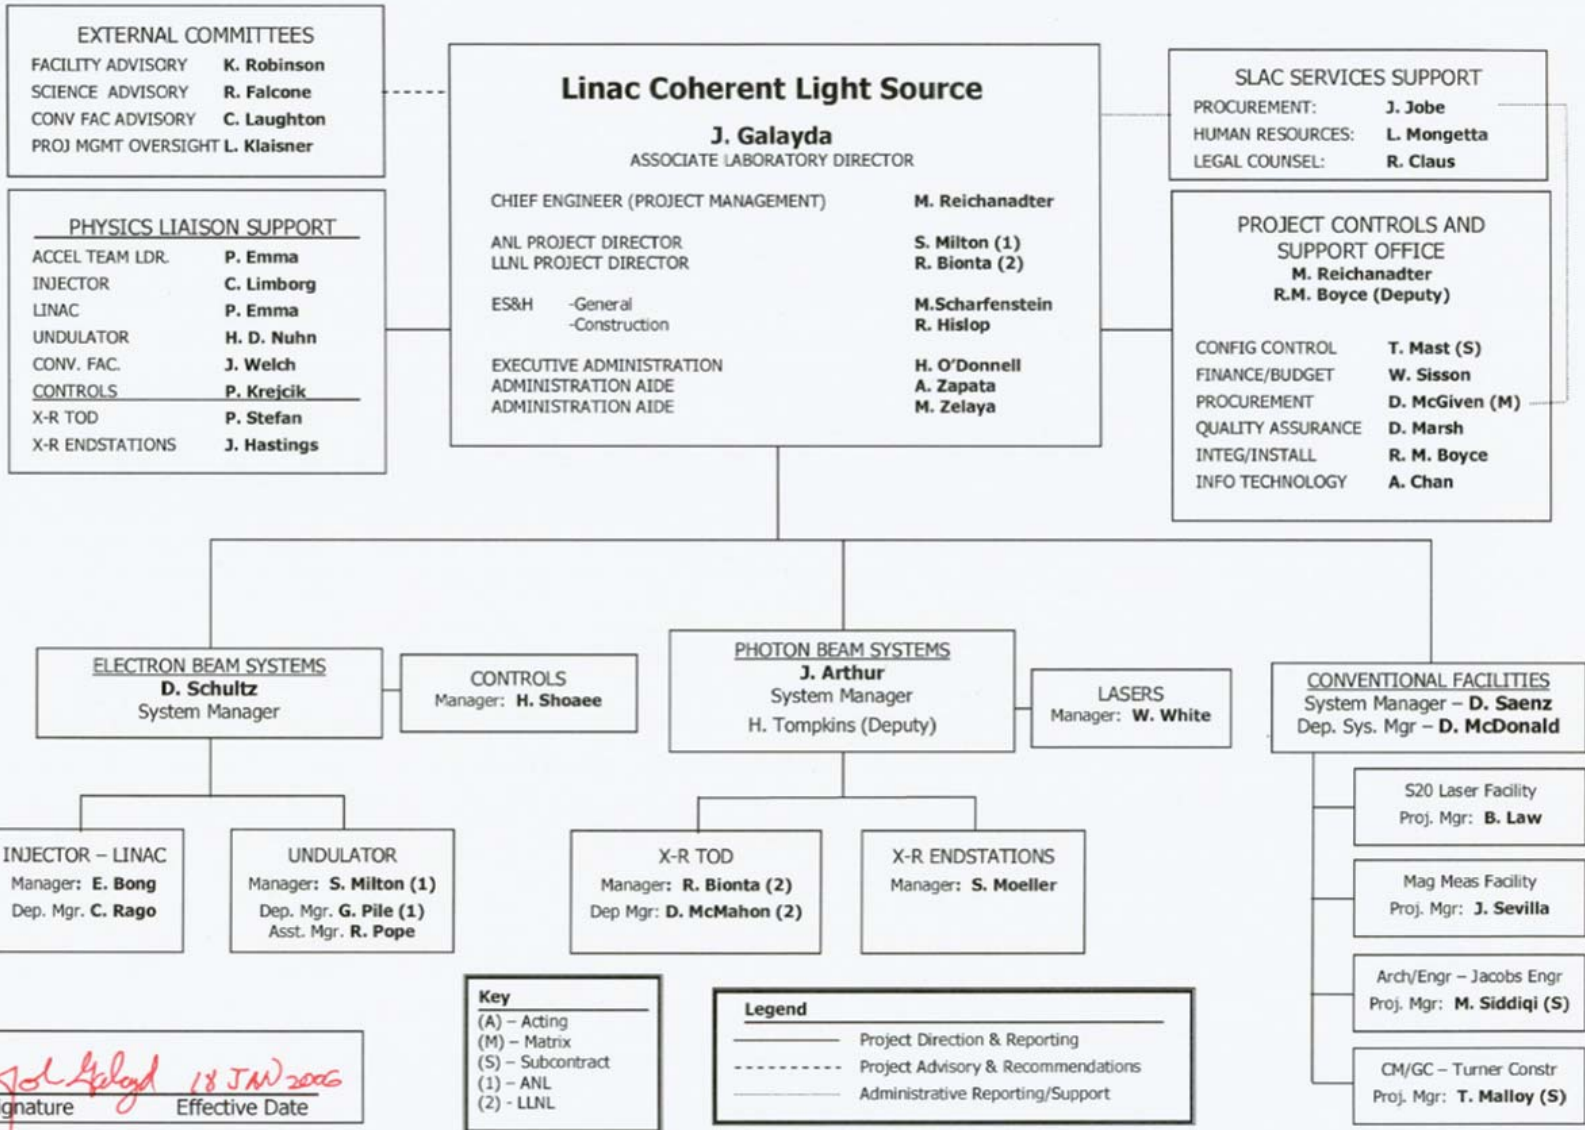 EXTERNAL COMMITTEES
FACILITY ADVISORY K. Robinson
SCIENCE ADVISORY R. Falcone
CONV FAC ADVISORY C. Laughton
PROJ MGMT OVERSIGHT L. Klaisner
PHYSICS LIAISON SUPPORT
ACCEL TEAM LDR. P. Emma
INJECTOR C. Limborg
LINAC P. Emma
UNDULATOR H. D. Nuhn
CONV. FAC. J. Welch
CONTROLS P. Krejcik
X-R TOD P. Stefan
X-R ENDSTATIONS J. Hastings
Linac Coherent Light Source
J. Galayda
ASSOCIATE LABORATORY DIRECTOR
CHIEF ENGINEER (PROJECT MANAGEMENT) M. Reichanadter
ANL PROJECT DIRECTOR S. Milton (1)
LLNL PROJECT DIRECTOR R. Bionta (2)
ES&H -General M.Scharfenstein
-Construction R. Hislop
EXECUTIVE ADMINISTRATION H. O'Donnell
ADMINISTRATION AIDE A. Zapata
ADMINISTRATION AIDE M. Zelaya
SLAC SERVICES SUPPORT
PROCUREMENT: J. Jobe
HUMAN RESOURCES: L. Mongetta
LEGAL COUNSEL: R. Claus
PROJECT CONTROLS AND
SUPPORT OFFICE
M. Reichanadter
R.M. Boyce (Deputy)
CONFIG CONTROL T. Mast (S)
FINANCE/BUDGET W. Sisson
PROCUREMENT D. McGiven (M)
QUALITY ASSURANCE D. Marsh
INTEG/INSTALL R. M. Boyce
INFO TECHNOLOGY A. Chan
ELECTRON BEAM SYSTEMS
D. Schultz
System Manager
CONTROLS
Manager: H. Shoaee
PHOTON BEAM SYSTEMS
J. Arthur
System Manager
H. Tompkins (Deputy)
LASERS
Manager: W. White
CONVENTIONAL FACILITIES
System Manager – D. Saenz
Dep. Sys. Mgr – D. McDonald
INJECTOR – LINAC
Manager: E. Bong
Dep. Mgr. C. Rago
UNDULATOR
Manager: S. Milton (1)
Dep. Mgr. G. Pile (1)
Asst. Mgr. R. Pope
X-R TOD
Manager: R. Bionta (2)
Dep Mgr: D. McMahon (2)
X-R ENDSTATIONS
Manager: S. Moeller
S20 Laser Facility
Proj. Mgr: B. Law
Mag Meas Facility
Proj. Mgr: J. Sevilla
Arch/Engr – Jacobs Engr
Proj. Mgr: M. Siddiqi (S)
CM/GC – Turner Constr
Proj. Mgr: T. Malloy (S)
Key
(A) – Acting
(M) – Matrix
(S) – Subcontract
(1) – ANL
(2) - LLNL
Legend
Project Direction & Reporting
Project Advisory & Recommendations
Administrative Reporting/Support
18 JAN 2006
ignature Effective Date